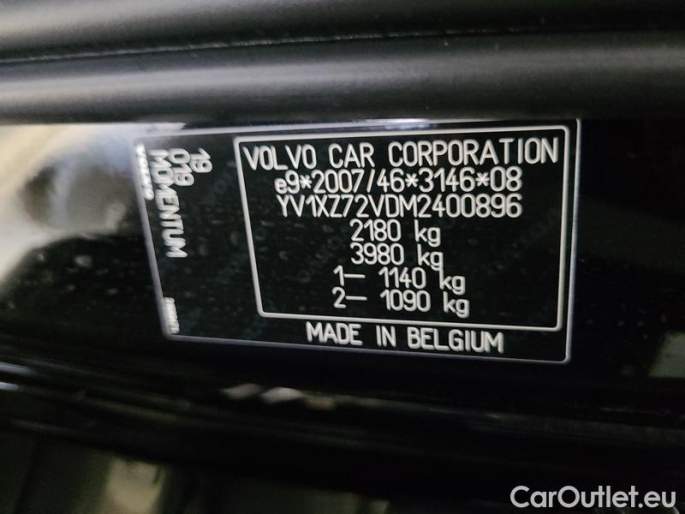 VOLVO CAR CORPORATION
e9*2007/46*3146*08
YV1XZ72VDM2400896
2180 kg
3980 kg
1– 1140 kg
2– 1090 kg
MADE IN BELGIUM
19
019
MOMENTUM
CarOutlet.eu